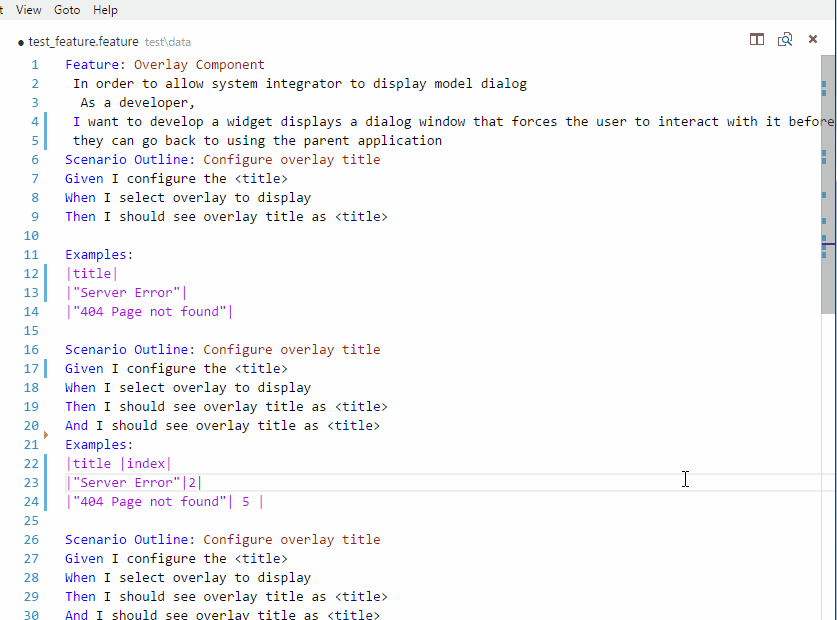 t View Goto Help
● test_feature.feature test\data
1 Feature: Overlay Component
2 In order to allow system integrator to display model dialog
3 As a developer,
4 I want to develop a widget displays a dialog window that forces the user to interact with it before
5 they can go back to using the parent application
6 Scenario Outline: Configure overlay title
7 Given I configure the <title>
8 When I select overlay to display
9 Then I should see overlay title as <title>
10
11 Examples:
12 |title|
13 |"Server Error"|
14 |"404 Page not found"|
15
16 Scenario Outline: Configure overlay title
17 Given I configure the <title>
18 When I select overlay to display
19 Then I should see overlay title as <title>
20 And I should see overlay title as <title>
21 Examples:
22 |title |index|
23 |"Server Error"|2|
24 |"404 Page not found"| 5 |
25
26 Scenario Outline: Configure overlay title
27 Given I configure the <title>
28 When I select overlay to display
29 Then I should see overlay title as <title>
30 And I should see overlay title as <title>